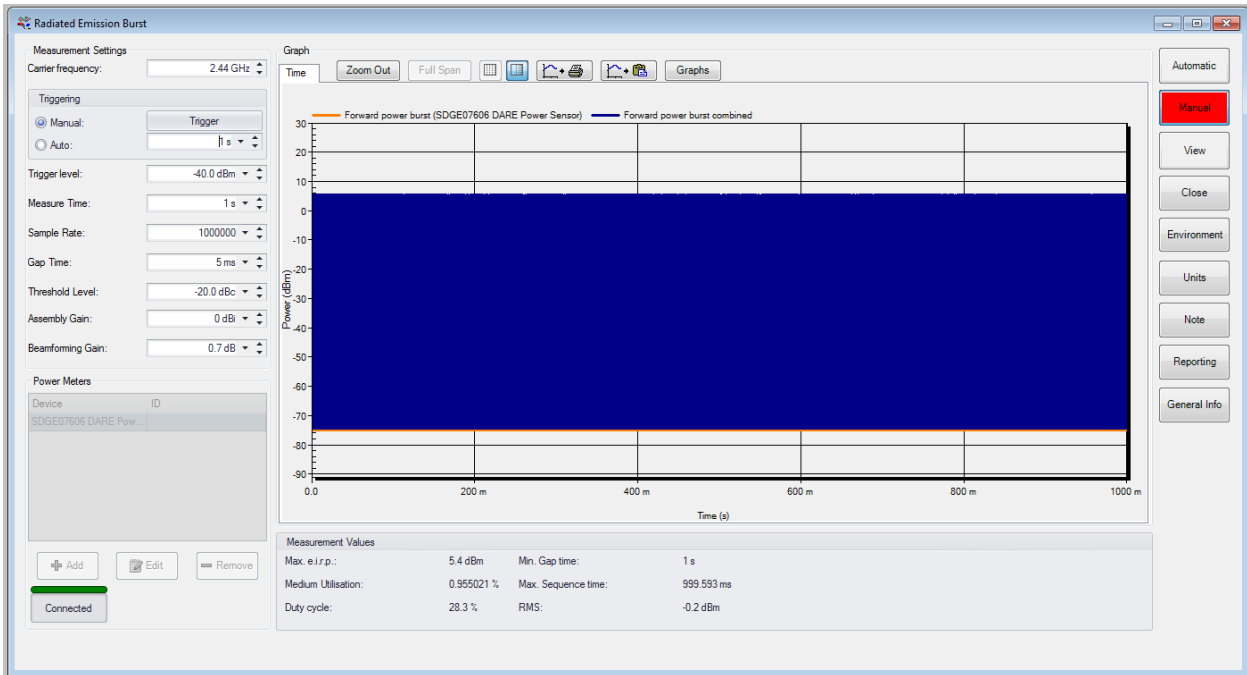 Radiated Emission Burst
Measurement Settings
Carrier frequency: 2.44 GHz
Triggering
Manual: Trigger
Auto: 1 s
Trigger level: -40.0 dBm
Measure Time: 1 s
Sample Rate: 1000000
Gap Time: 5 ms
Threshold Level: -20.0 dBc
Assembly Gain: 0 dBi
Beamforming Gain: 0.7 dB
Power Meters
Device ID
SDGE07606 DARE Pow...
Add Edit Remove
Connected
Graph
Time Zoom Out Full Span Graphs
Forward power burst (SDGE07606 DARE Power Sensor) Forward power burst combined
30
20
10
0
-10
-20
-30
-40
-50
-60
-70
-80
-90
Power (dBm)
0.0 200 m 400 m 600 m 800 m 1000 m
Time (s)
Measurement Values
Max. e.i.r.p.: 5.4 dBm Min. Gap time: 1 s
Medium Utilisation: 0.955021 % Max. Sequence time: 999.593 ms
Duty cycle: 28.3 % RMS: -0.2 dBm
Automatic
Manual
View
Close
Environment
Units
Note
Reporting
General Info